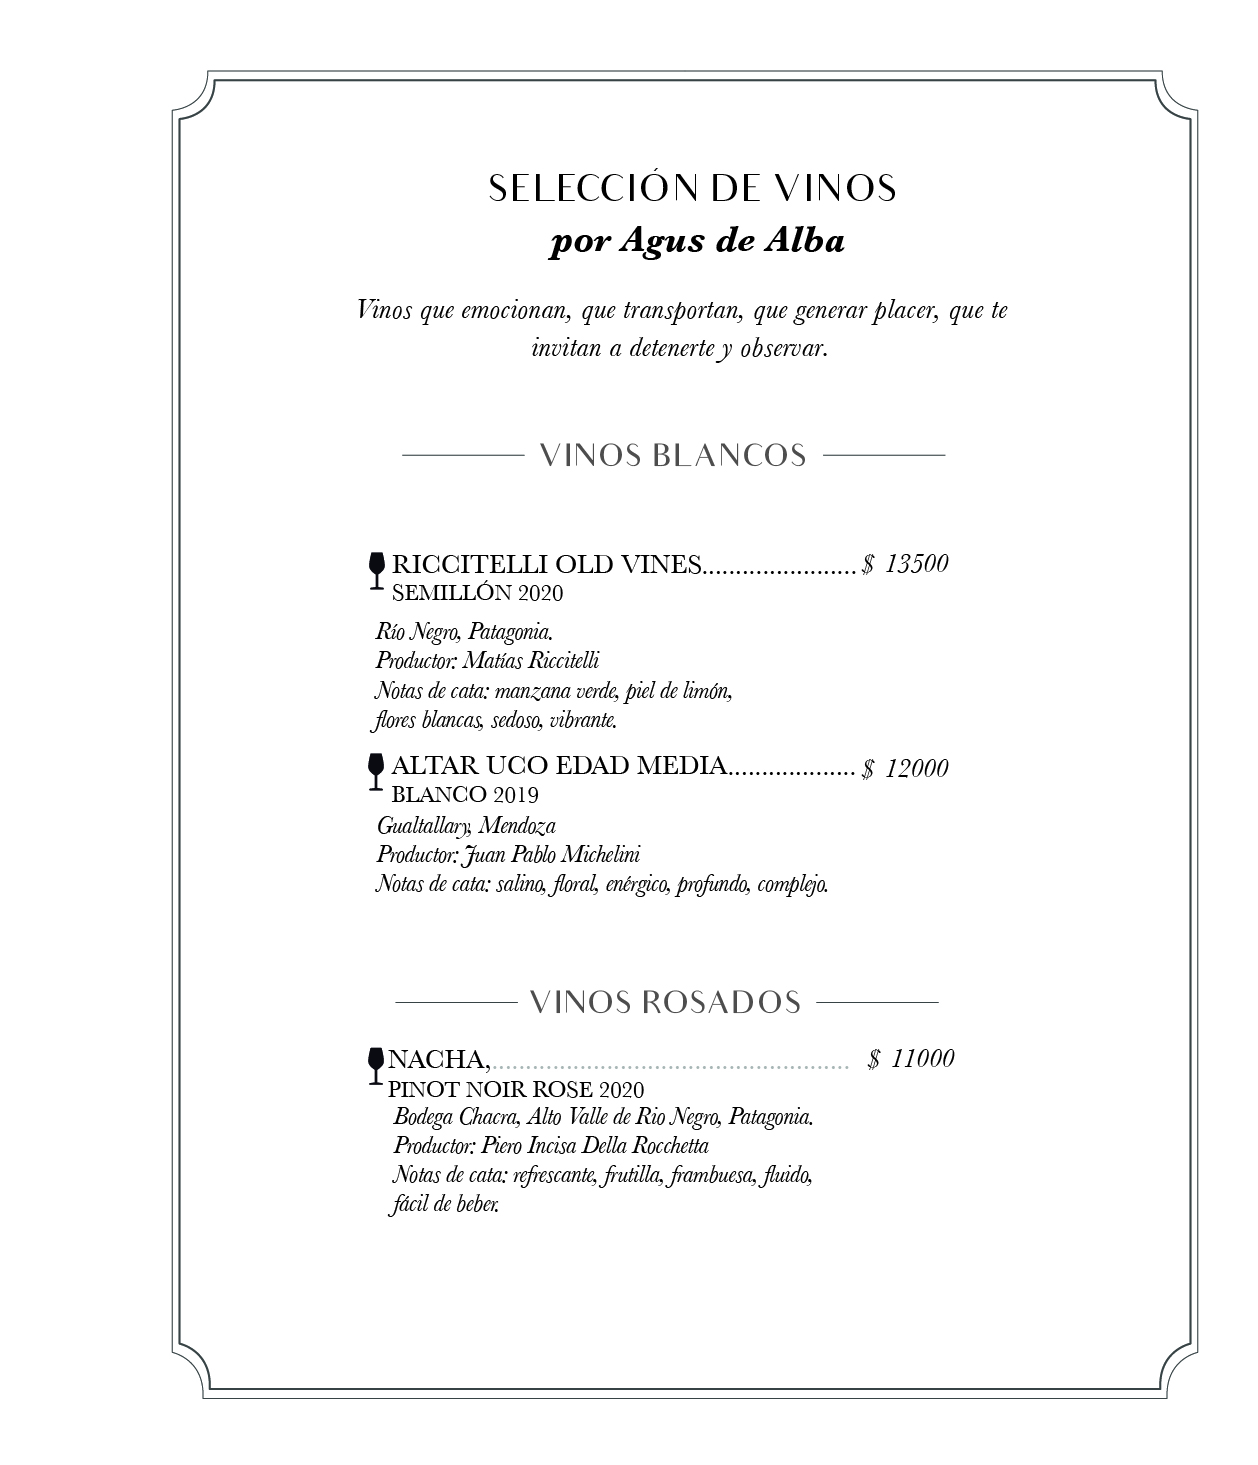 SELECCIÓN DE VINOS
por Agus de Alba
Vinos que emocionan, que transportan, que generar placer, que te
invitan a detenerte y observar.
VINOS BLANCOS
RICCITELLI OLD VINES.......................$ 13500
SEMILLÓN 2020
Río Negro, Patagonia.
Productor: Matías Riccitelli
Notas de cata: manzana verde, piel de limón,
flores blancas, sedoso, vibrante.
ALTAR UCO EDAD MEDIA...................$ 12000
BLANCO 2019
Gualtallary, Mendoza
Productor: Juan Pablo Michelini
Notas de cata: salino, floral, enérgico, profundo, complejo.
VINOS ROSADOS
NACHA,..................................................... $ 11000
PINOT NOIR ROSE 2020
Bodega Chacra, Alto Valle de Rio Negro, Patagonia.
Productor: Piero Incisa Della Rocchetta
Notas de cata: refrescante, frutilla, frambuesa, fluido,
fácil de beber.